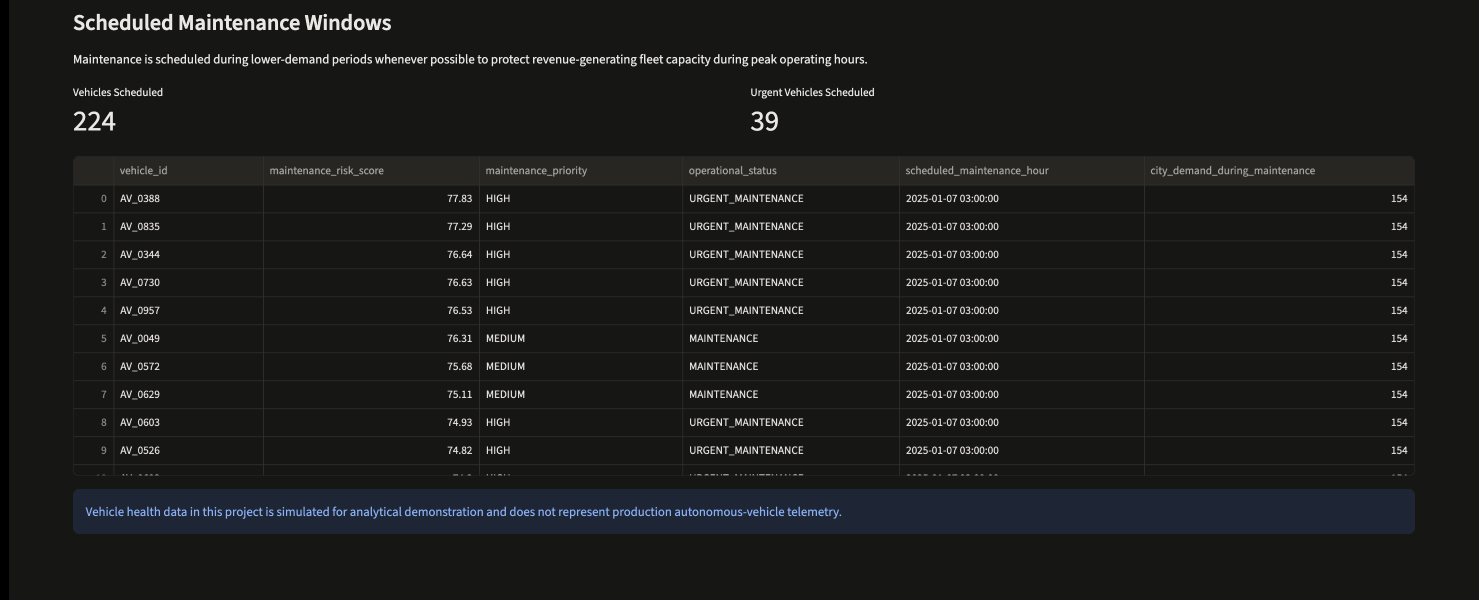 Scheduled Maintenance Windows
Maintenance is scheduled during lower-demand periods whenever possible to protect revenue-generating fleet capacity during peak operating hours.
Vehicles Scheduled Urgent Vehicles Scheduled
224 39
vehicle_id maintenance_risk_score maintenance_priority operational_status scheduled_maintenance_hour city_demand_during_maintenance
0 AV_0388 77.83 HIGH URGENT_MAINTENANCE 2025-01-07 03:00:00 154
1 AV_0835 77.29 HIGH URGENT_MAINTENANCE 2025-01-07 03:00:00 154
2 AV_0344 76.64 HIGH URGENT_MAINTENANCE 2025-01-07 03:00:00 154
3 AV_0730 76.63 HIGH URGENT_MAINTENANCE 2025-01-07 03:00:00 154
4 AV_0957 76.53 HIGH URGENT_MAINTENANCE 2025-01-07 03:00:00 154
5 AV_0049 76.31 MEDIUM MAINTENANCE 2025-01-07 03:00:00 154
6 AV_0572 75.68 MEDIUM MAINTENANCE 2025-01-07 03:00:00 154
7 AV_0629 75.11 MEDIUM MAINTENANCE 2025-01-07 03:00:00 154
8 AV_0603 74.93 HIGH URGENT_MAINTENANCE 2025-01-07 03:00:00 154
9 AV_0526 74.82 HIGH URGENT_MAINTENANCE 2025-01-07 03:00:00 154
Vehicle health data in this project is simulated for analytical demonstration and does not represent production autonomous-vehicle telemetry.